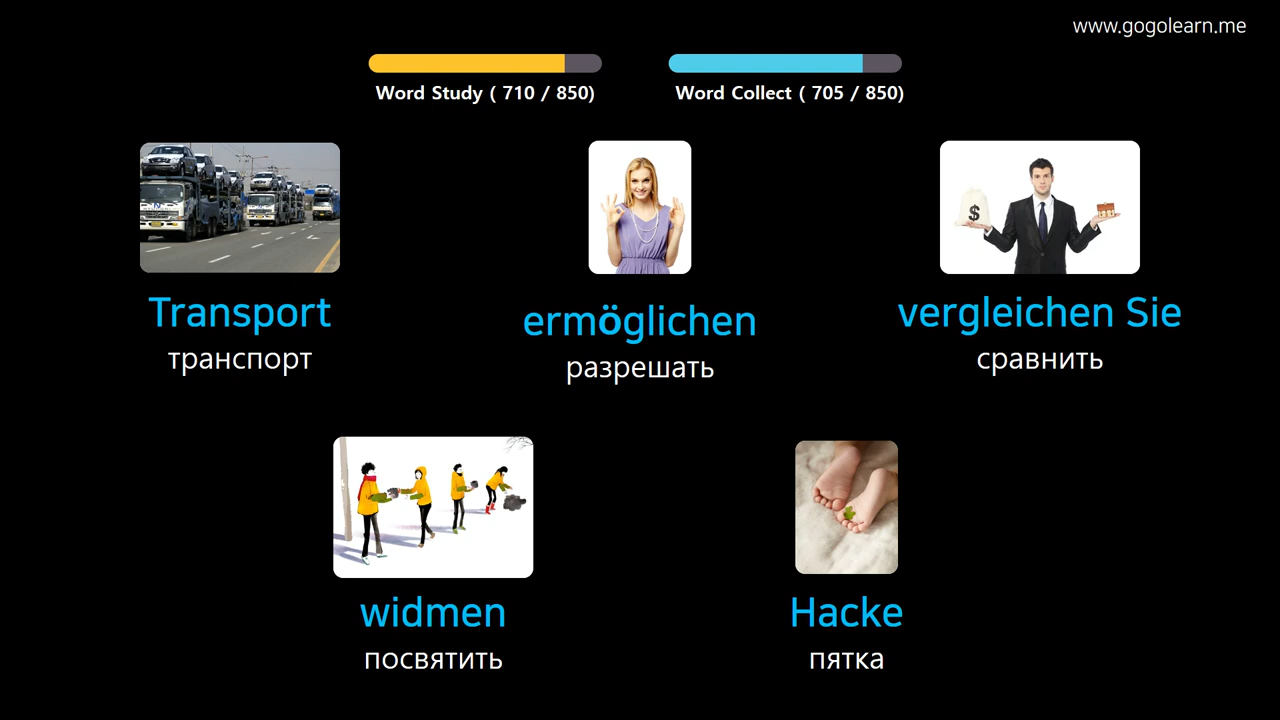 www.gogolearn.me
Word Study ( 710 / 850)
Word Collect ( 705 / 850)
Transport
транспорт
ermöglichen
разрешать
vergleichen Sie
сравнить
widmen
посвятить
Hacke
пятка